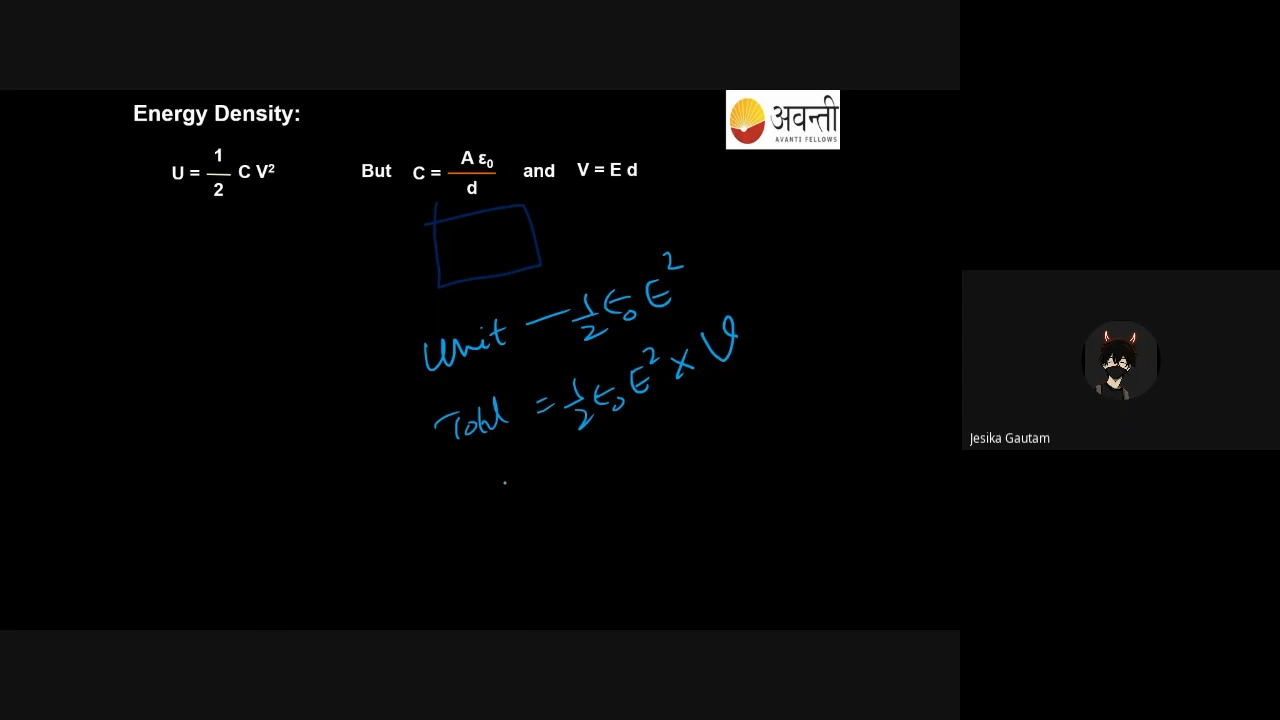 Energy Density:
अवन्ती
AVANTI FELLOWS
U = 1/2 C V² But C = A ε₀/d and V = E d
Unit — 1/2 ε₀ E²
Total = 1/2 ε₀ E² × V
Jesika Gautam